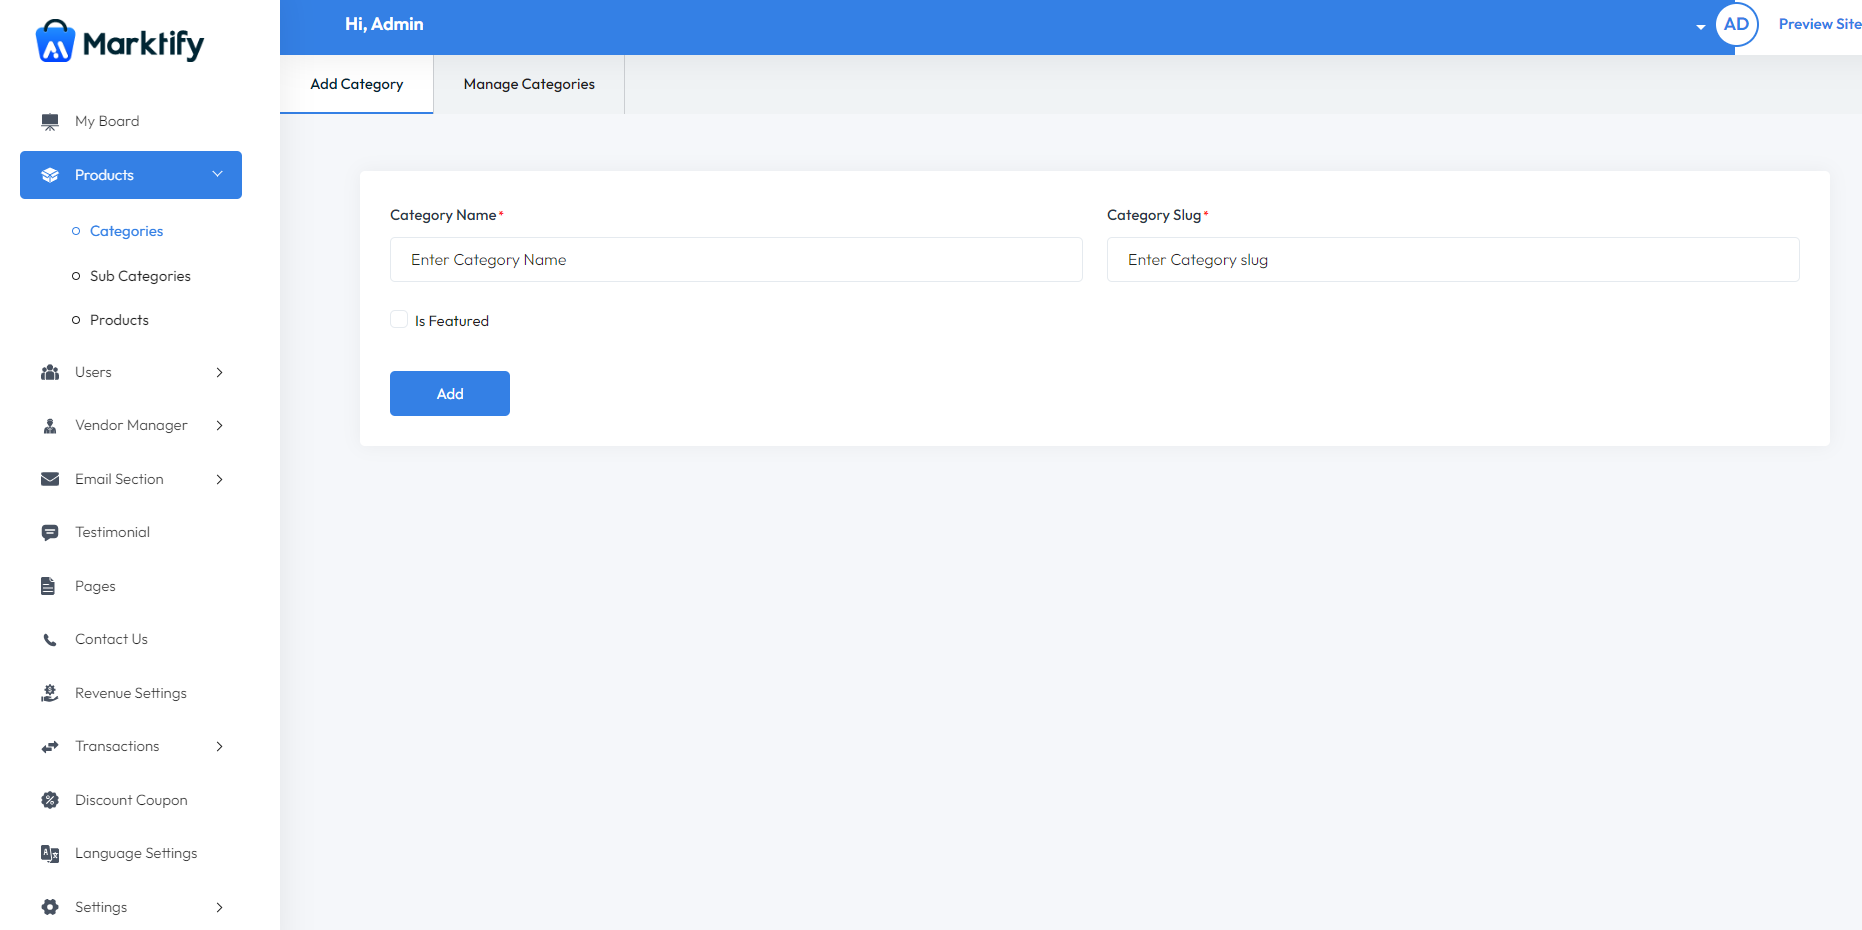 Marktify
Hi, Admin
AD
Preview Site
Add Category
Manage Categories
My Board
Products
Categories
Sub Categories
Products
Users
Vendor Manager
Email Section
Testimonial
Pages
Contact Us
Revenue Settings
Transactions
Discount Coupon
Language Settings
Settings
Category Name*
Enter Category Name
Category Slug*
Enter Category slug
Is Featured
Add